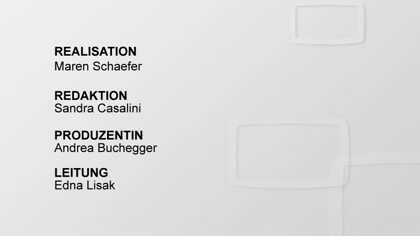 REALISATION
Maren Schaefer
REDAKTION
Sandra Casalini
PRODUZENTIN
Andrea Buchegger
LEITUNG
Edna Lisak